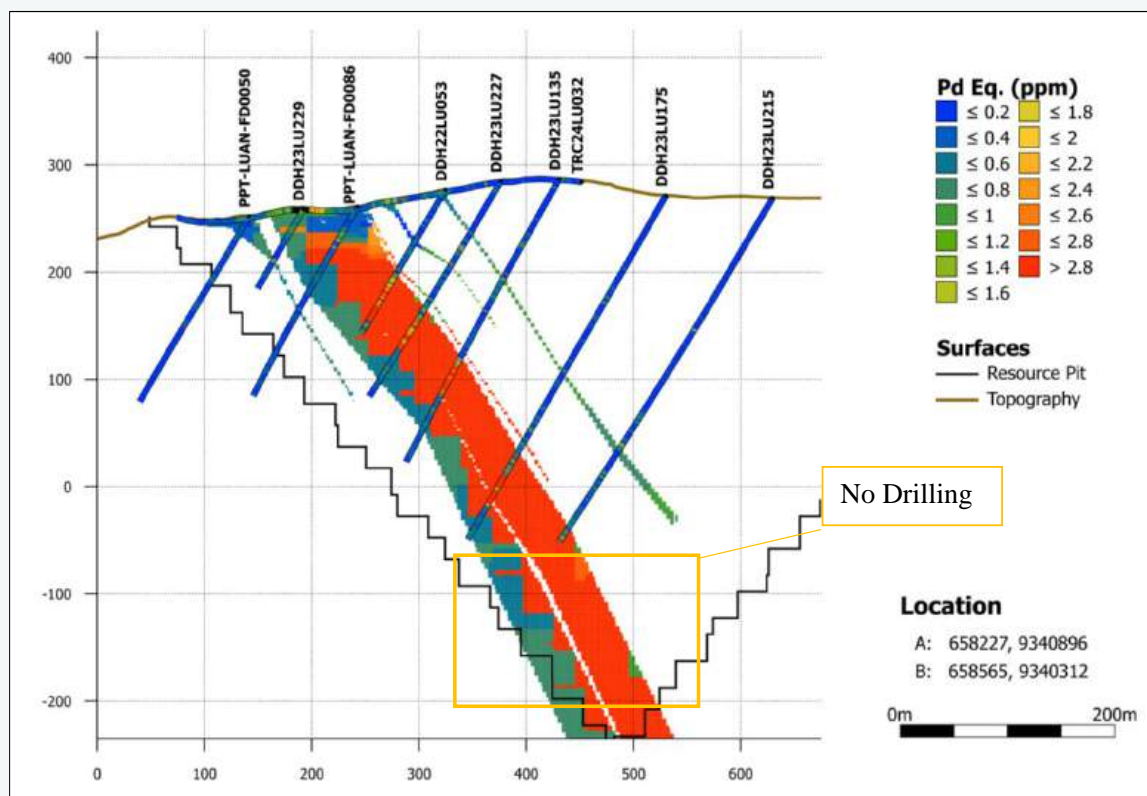 PPT-LUAN-FD0050
DDH23LU229
PPT-LUAN-FD0086
DDH22LU053
DDH23LU227
DDH23LU135
TRC24LU032
DDH23LU175
DDH23LU215
400
300
200
100
0
-100
-200
0
100
200
300
400
500
600
No Drilling
Pd Eq. (ppm)
≤ 0.2 ≤ 1.8
≤ 0.4 ≤ 2
≤ 0.6 ≤ 2.2
≤ 0.8 ≤ 2.4
≤ 1 ≤ 2.6
≤ 1.2 ≤ 2.8
≤ 1.4 > 2.8
≤ 1.6
Surfaces
Resource Pit
Topography
Location
A: 658227, 9340896
B: 658565, 9340312
0m 200m